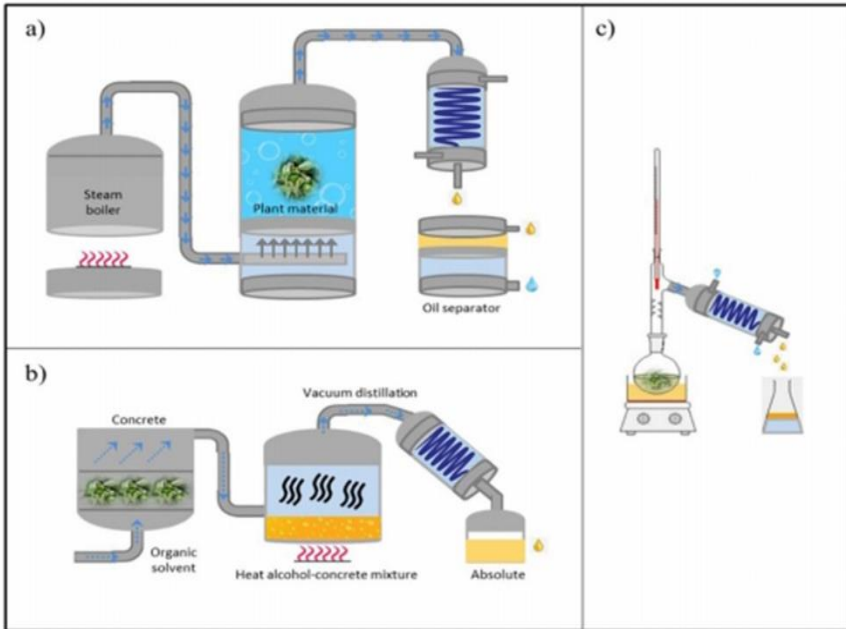 a)
Steam
boiler
Plant material
Oil separator
b)
Concrete
Vacuum distillation
Organic
solvent
Heat alcohol-concrete mixture
Absolute
c)